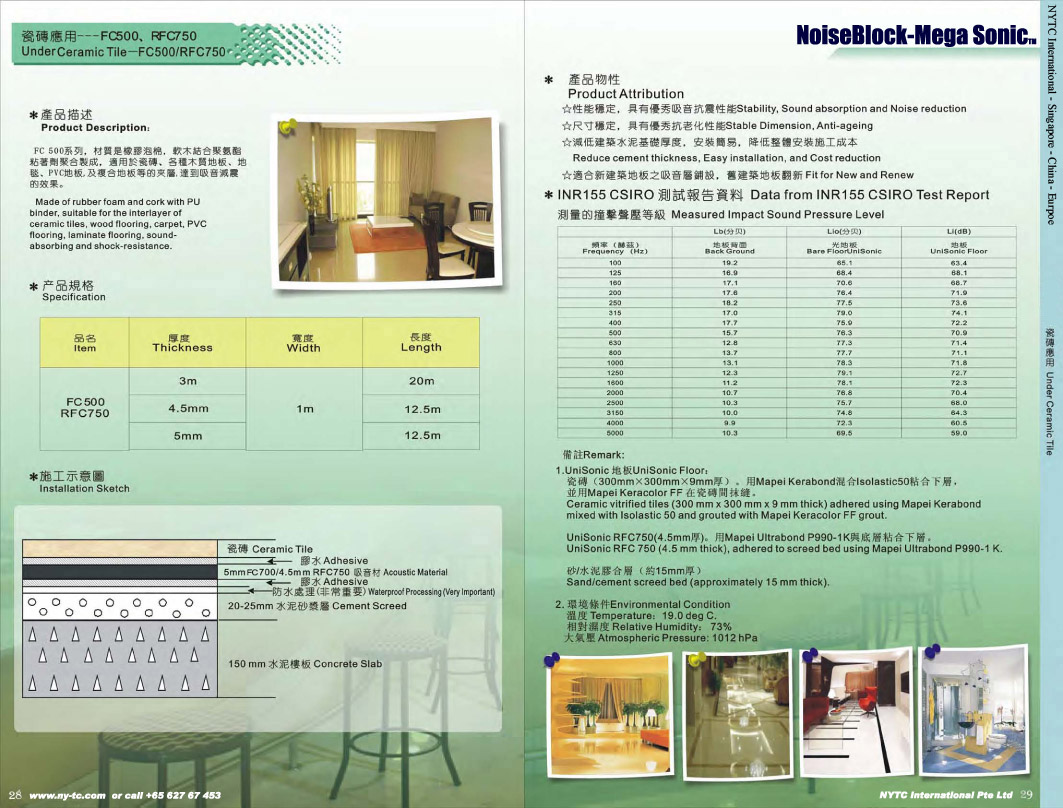 瓷磚應用---FC500、RFC750
Under Ceramic Tile—FC500/RFC750
＊產品描述
Product Description：
FC 500系列，材質是橡膠泡棉，軟木結合聚氨酯
粘著劑聚合製成，適用於瓷磚、各種木質地板、地
毯、PVC地板,及複合地板等的夾層.達到吸音減震
的效果。
Made of rubber foam and cork with PU
binder, suitable for the interlayer of
ceramic tiles, wood flooring, carpet, PVC
flooring, laminate flooring, sound-
absorbing and shock-resistance.
＊产品規格
Specification
品名 厚度 寬度 長度
Item Thickness Width Length
3m 20m
FC500 RFC750 4.5mm 1m 12.5m
5mm 12.5m
＊施工示意圖
Installation Sketch
瓷磚 Ceramic Tile
膠水 Adhesive
5mm FC700/4.5mm RFC750 吸音材 Acoustic Material
膠水 Adhesive
防水處理(非常重要) Waterproof Processing (Very Important)
20-25mm 水泥砂漿層 Cement Screed
150 mm 水泥樓板 Concrete Slab
28 www.ny-tc.com or call +65 627 67 453
NoiseBlock-Mega Sonic TM
＊ 產品物性
Product Attribution
☆性能穩定，具有優秀吸音抗震性能Stability, Sound absorption and Noise reduction
☆尺寸穩定，具有優秀抗老化性能Stable Dimension, Anti-ageing
☆減低建築水泥基礎厚度，安裝簡易，降低整體安裝施工成本
Reduce cement thickness, Easy installation, and Cost reduction
☆適合新建築地板之吸音層鋪設，舊建築地板翻新 Fit for New and Renew
＊INR155 CSIRO 測試報告資料 Data from INR155 CSIRO Test Report
測量的撞擊聲壓等級 Measured Impact Sound Pressure Level
Lb(分贝) Lio(分贝) Li(dB)
頻率（赫茲） 地板背面 光地板 地板
Frequency (Hz) Back Ground Bare FloorUniSonic UniSonic Floor
100 19.2 65.1 63.4
125 16.9 68.4 68.1
160 17.1 70.6 68.7
200 17.6 76.4 71.9
250 18.2 77.5 73.6
315 17.0 79.0 74.1
400 17.7 75.9 72.2
500 15.7 76.3 70.9
630 12.8 77.3 71.4
800 13.7 77.7 71.1
1000 13.1 78.3 71.8
1250 12.3 79.1 72.7
1600 11.2 78.1 72.3
2000 10.7 76.8 70.4
2500 10.3 75.7 68.0
3150 10.0 74.8 64.3
4000 9.9 72.3 60.5
5000 10.3 69.5 59.0
備註Remark:
1.UniSonic 地板UniSonic Floor：
瓷磚（300mm×300mm×9mm厚）。用Mapei Kerabond混合Isolastic50粘合下層，
並用Mapei Keracolor FF 在瓷磚間抹縫。
Ceramic vitrified tiles (300 mm x 300 mm x 9 mm thick) adhered using Mapei Kerabond
mixed with Isolastic 50 and grouted with Mapei Keracolor FF grout.
UniSonic RFC750(4.5mm厚)。用Mapei Ultrabond P990-1K與底層粘合下層。
UniSonic RFC 750 (4.5 mm thick), adhered to screed bed using Mapei Ultrabond P990-1 K.
砂/水泥膠合層（約15mm厚）
Sand/cement screed bed (approximately 15 mm thick).
2. 環境條件Environmental Condition
溫度 Temperature：19.0 deg C.
相對濕度 Relative Humidity： 73%
大氣壓 Atmospheric Pressure: 1012 hPa
NYTC International Pte Ltd 29
NYTC International - Singapore - China - Eurpoe
瓷磚應用 Under Ceramic Tile